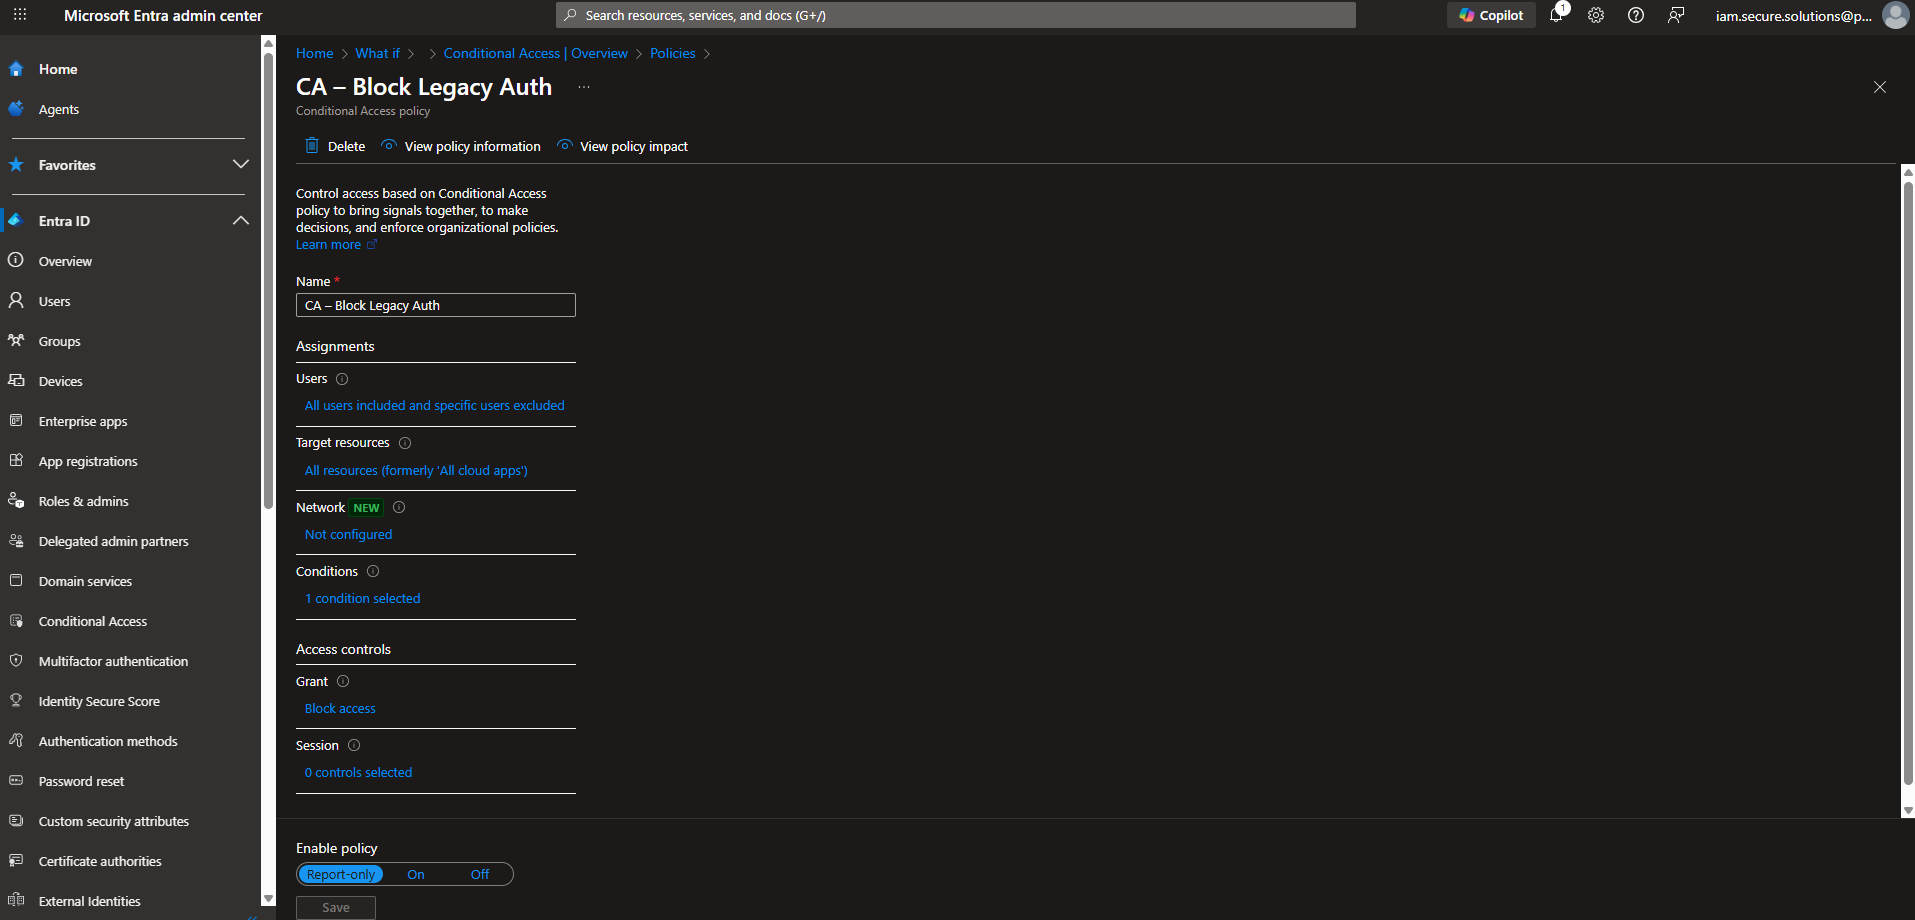 Microsoft Entra admin center
Search resources, services, and docs (G+/)
Copilot
1
iam.secure.solutions@p...
Home
Agents
Favorites
Entra ID
Overview
Users
Groups
Devices
Enterprise apps
App registrations
Roles & admins
Delegated admin partners
Domain services
Conditional Access
Multifactor authentication
Identity Secure Score
Authentication methods
Password reset
Custom security attributes
Certificate authorities
External Identities
Home > What if > > Conditional Access | Overview > Policies >
CA – Block Legacy Auth ...
Conditional Access policy
Delete View policy information View policy impact
Control access based on Conditional Access
policy to bring signals together, to make
decisions, and enforce organizational policies.
Learn more
Name *
CA – Block Legacy Auth
Assignments
Users
All users included and specific users excluded
Target resources
All resources (formerly 'All cloud apps')
Network NEW
Not configured
Conditions
1 condition selected
Access controls
Grant
Block access
Session
0 controls selected
Enable policy
Report-only On Off
Save